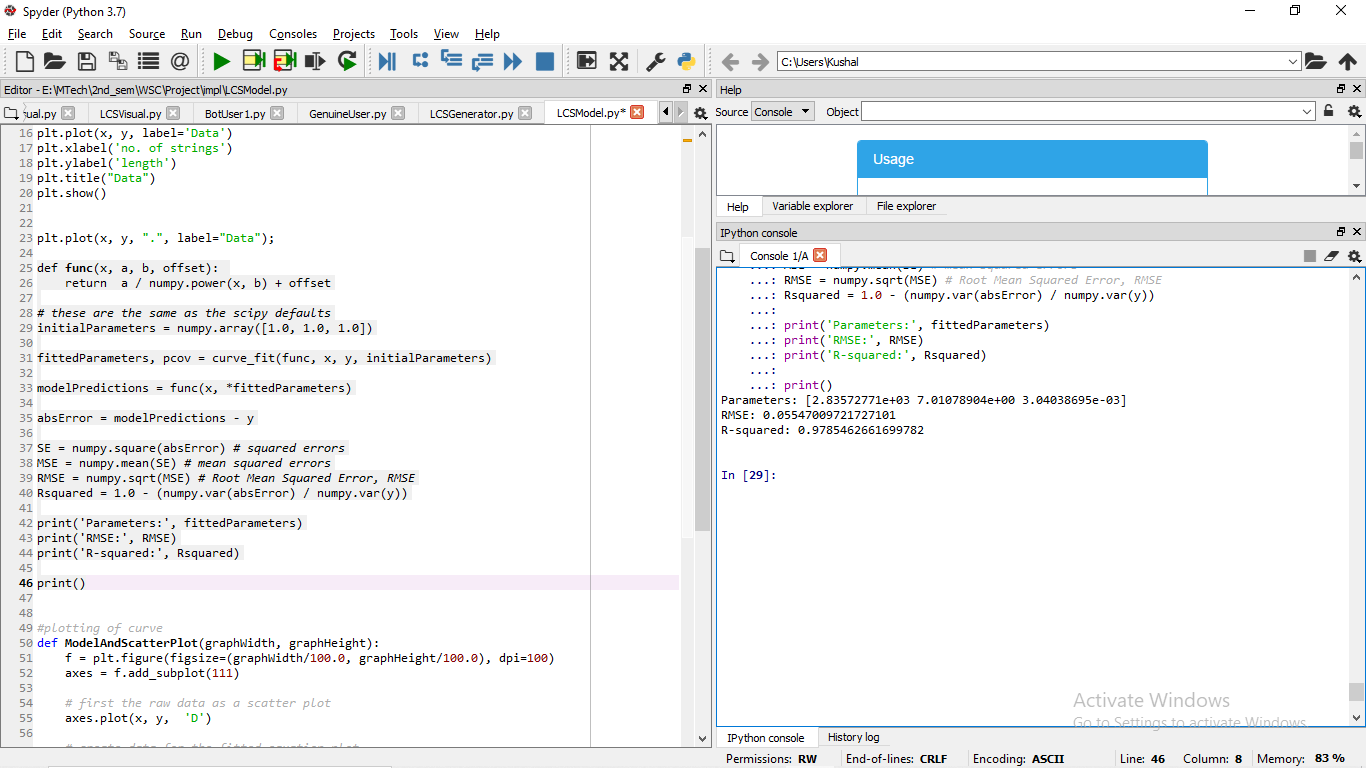 Spyder (Python 3.7)
File Edit Search Source Run Debug Consoles Projects Tools View Help
C:\Users\Kushal
Editor - E:\MTech\2nd_sem\WSC\Project\impl\LCSModel.py
ual.py LCSVisual.py BotUser1.py GenuineUser.py LCSGenerator.py LCSModel.py*
16 plt.plot(x, y, label='Data')
17 plt.xlabel('no. of strings')
18 plt.ylabel('length')
19 plt.title("Data")
20 plt.show()
21
22
23 plt.plot(x, y, ".", label="Data");
24
25 def func(x, a, b, offset):
26     return  a / numpy.power(x, b) + offset
27
28 # these are the same as the scipy defaults
29 initialParameters = numpy.array([1.0, 1.0, 1.0])
30
31 fittedParameters, pcov = curve_fit(func, x, y, initialParameters)
32
33 modelPredictions = func(x, *fittedParameters)
34
35 absError = modelPredictions - y
36
37 SE = numpy.square(absError) # squared errors
38 MSE = numpy.mean(SE) # mean squared errors
39 RMSE = numpy.sqrt(MSE) # Root Mean Squared Error, RMSE
40 Rsquared = 1.0 - (numpy.var(absError) / numpy.var(y))
41
42 print('Parameters:', fittedParameters)
43 print('RMSE:', RMSE)
44 print('R-squared:', Rsquared)
45
46 print()
47
48
49 #plotting of curve
50 def ModelAndScatterPlot(graphWidth, graphHeight):
51     f = plt.figure(figsize=(graphWidth/100.0, graphHeight/100.0), dpi=100)
52     axes = f.add_subplot(111)
53
54     # first the raw data as a scatter plot
55     axes.plot(x, y,  'D')
56
Help
Source Console Object
Usage
Help Variable explorer File explorer
IPython console
Console 1/A
...: RMSE = numpy.sqrt(MSE) # Root Mean Squared Error, RMSE
...: Rsquared = 1.0 - (numpy.var(absError) / numpy.var(y))
...:
...: print('Parameters:', fittedParameters)
...: print('RMSE:', RMSE)
...: print('R-squared:', Rsquared)
...:
...: print()
Parameters: [2.83572771e+03 7.01078904e+00 3.04038695e-03]
RMSE: 0.05547009721727101
R-squared: 0.9785462661699782
In [29]:
Activate Windows
Go to Settings to activate Windows.
IPython console History log
Permissions: RW End-of-lines: CRLF Encoding: ASCII Line: 46 Column: 8 Memory: 83 %